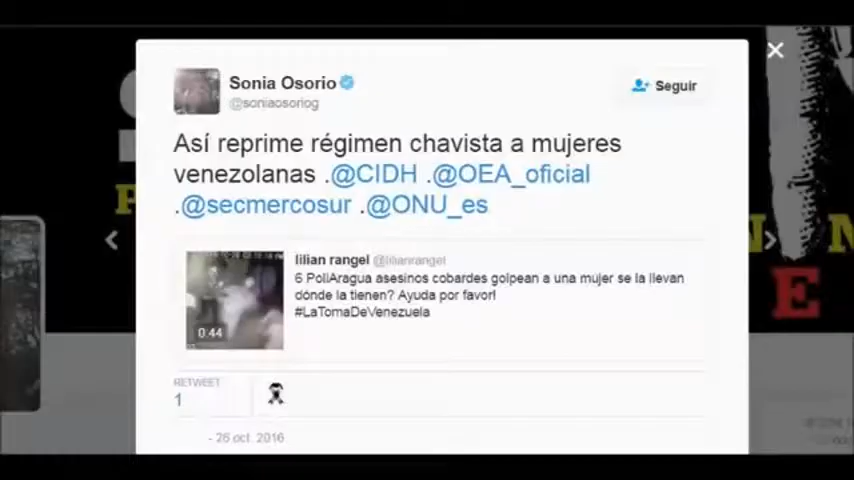 Sonia Osorio
@soniaosoriog
Seguir
Así reprime régimen chavista a mujeres
venezolanas .@CIDH .@OEA_oficial
.@secmercosur .@ONU_es
lilian rangel @lilianrangel
6 PoliAragua asesinos cobardes golpean a una mujer se la llevan
dónde la tienen? Ayuda por favor!
#LaTomaDeVenezuela
0:44
RETWEET
1
- 26 oct. 2016
E